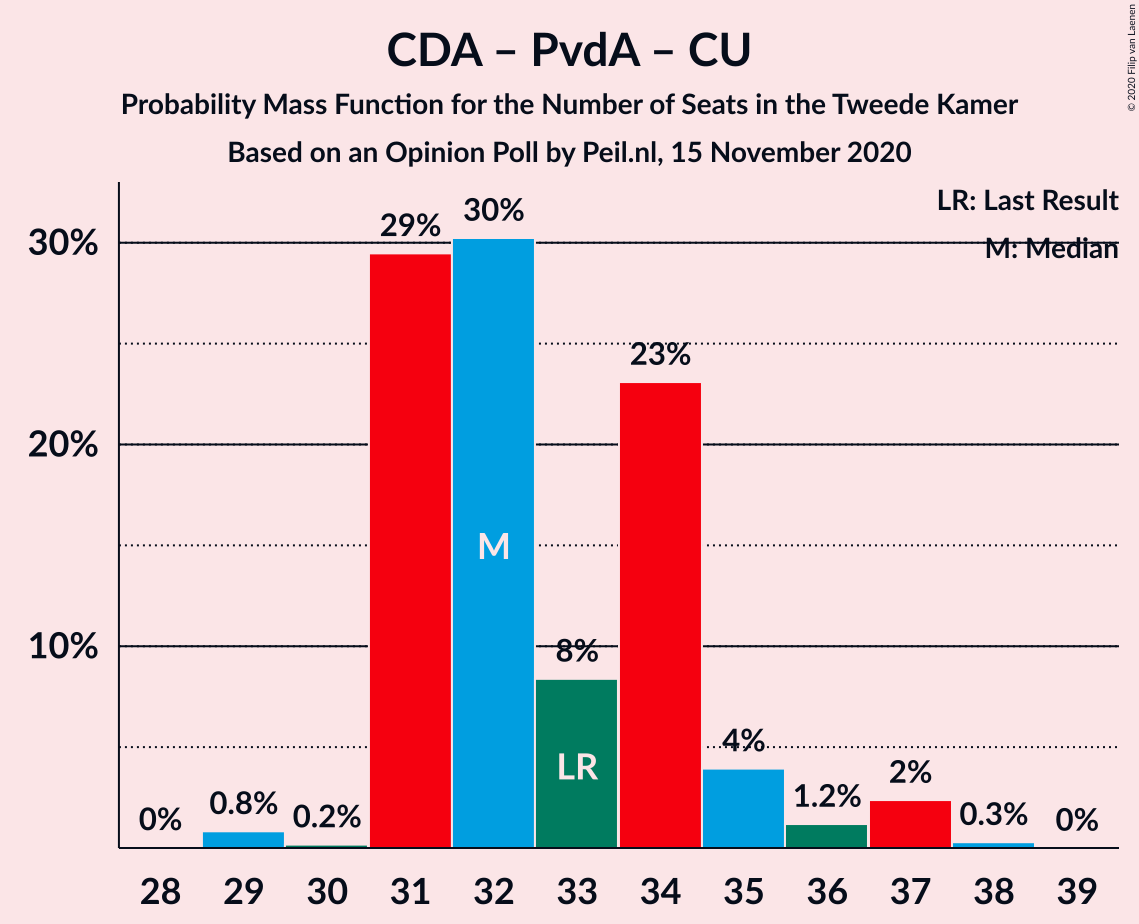 CDA – PvdA – CU
Probability Mass Function for the Number of Seats in the Tweede Kamer
Based on an Opinion Poll by Peil.nl, 15 November 2020
© 2020 Filip van Laenen
LR: Last Result
M: Median
30%
20%
10%
0%
0.8%
0.2%
29%
30%
8%
23%
4%
1.2%
2%
0.3%
0%
M
LR
28 29 30 31 32 33 34 35 36 37 38 39